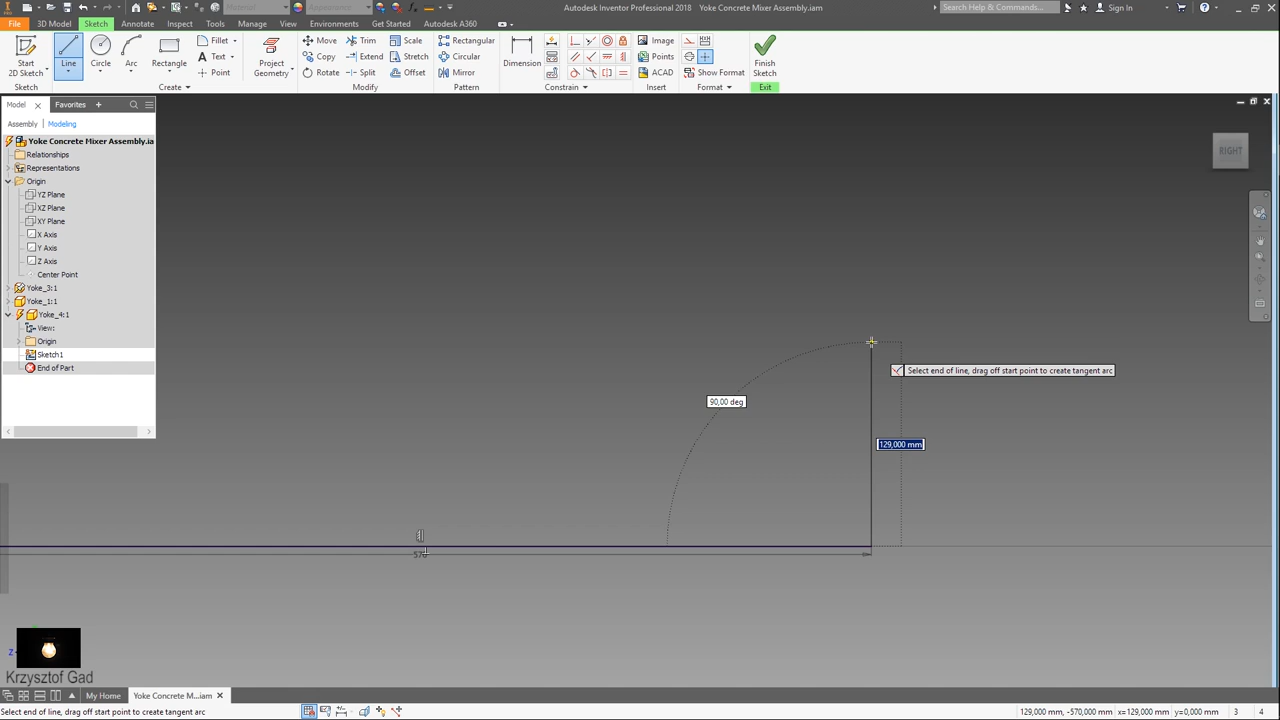 Material
Appearance
Autodesk Inventor Professional 2018 Yoke Concrete Mixer Assembly.iam
Search Help & Commands...
Sign In
File 3D Model Sketch Annotate Inspect Tools Manage View Environments Get Started Autodesk A360
Start
2D Sketch
Line
Circle
Arc
Rectangle
Fillet
Text
Point
Project
Geometry
Move Trim Scale
Copy Extend Stretch
Rotate Split Offset
Rectangular
Circular
Mirror
Dimension
Image
Points
ACAD
Show Format
Finish
Sketch
Sketch Create Modify Pattern Constrain Insert Format Exit
Model Favorites
Assembly Modeling
Yoke Concrete Mixer Assembly.ia
Relationships
Representations
Origin
YZ Plane
XZ Plane
XY Plane
X Axis
Y Axis
Z Axis
Center Point
Yoke_3:1
Yoke_1:1
Yoke_4:1
View:
Origin
Sketch1
End of Part
RIGHT
Select end of line, drag off start point to create tangent arc
90,00 deg
129,000 mm
570
Z
Krzysztof Gad
My Home Yoke Concrete M...iam
Select end of line, drag off start point to create tangent arc
129,000 mm, -570,000 mm x=129,000 mm y=0,000 mm 3 4